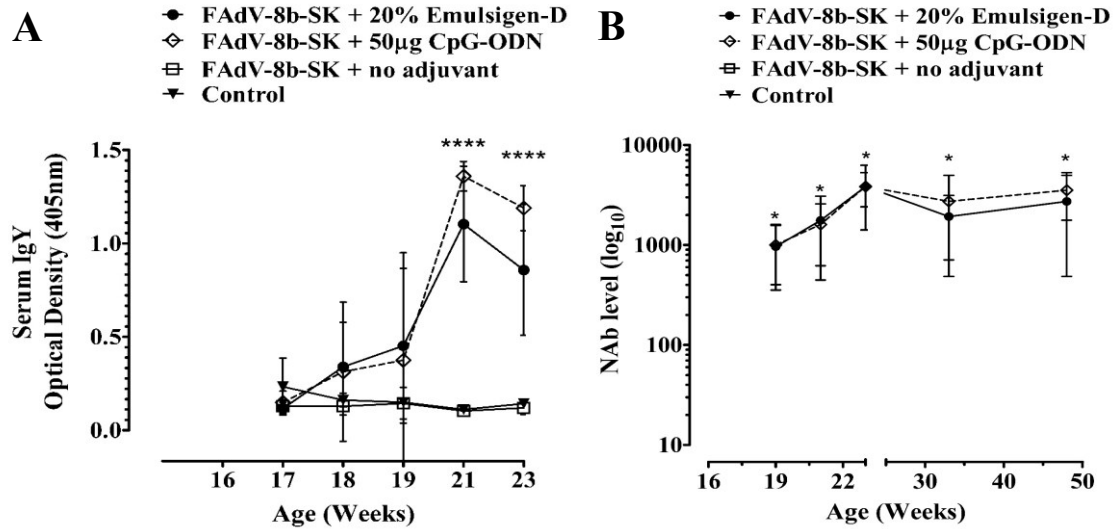 A
FAdV-8b-SK + 20% Emulsigen-D
FAdV-8b-SK + 50µg CpG-ODN
FAdV-8b-SK + no adjuvant
Control
**** ****
1.5
1.0
0.5
0.0
Serum IgY
Optical Density (405nm)
16 17 18 19 21 23
Age (Weeks)
B
FAdV-8b-SK + 20% Emulsigen-D
FAdV-8b-SK + 50µg CpG-ODN
FAdV-8b-SK + no adjuvant
Control
* * * * *
10000
1000
100
10
NAb level (log10)
16 19 22 30 40 50
Age (Weeks)